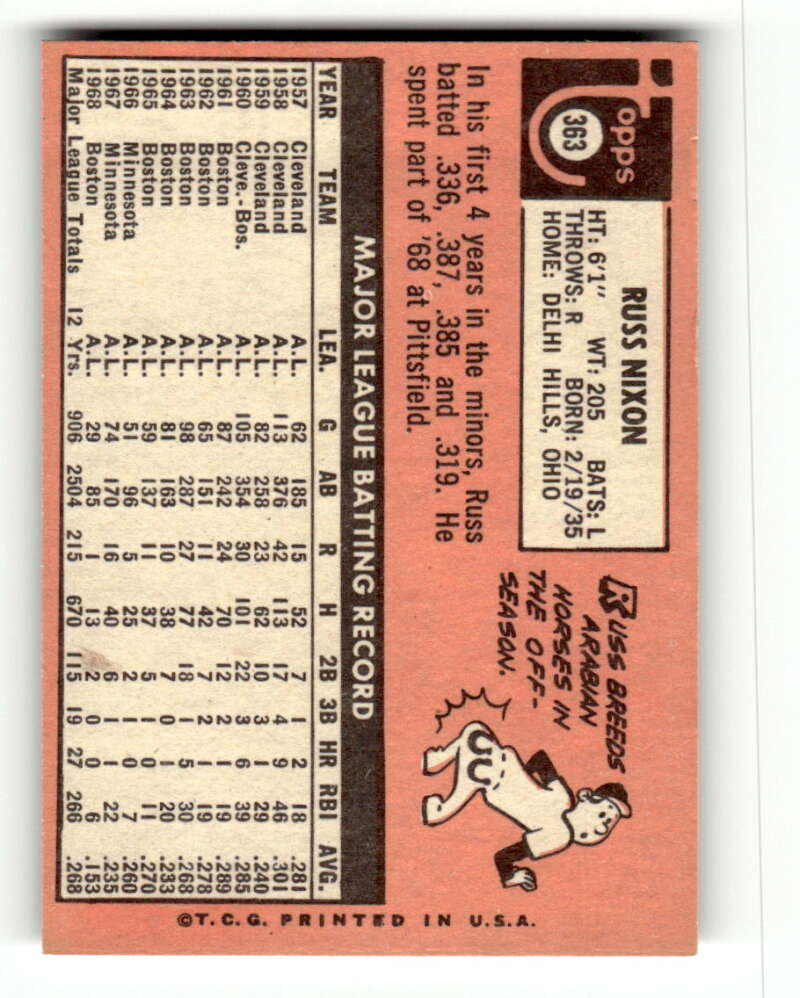 Topps
363
RUSS NIXON
HT: 6'1" WT: 205 BATS: L
THROWS: R BORN: 2/19/35
HOME: DELHI HILLS, OHIO
RUSS BREEDS
ARABIAN
HORSES IN
THE OFF-
SEASON.
In his first 4 years in the minors, Russ
batted .336, .387, .385 and .319. He
spent part of '68 at Pittsfield.
MAJOR LEAGUE BATTING RECORD
YEAR TEAM LEA. G AB R H 2B 3B HR RBI AVG.
1957 Cleveland A.L. 62 185 15 52 7 1 2 18 .281
1958 Cleveland A.L. 113 376 42 113 17 4 9 46 .301
1959 Cleveland A.L. 82 258 23 62 10 3 1 29 .240
1960 Cleve.-Bos. A.L. 105 354 30 101 22 3 6 39 .285
1961 Boston A.L. 87 242 24 70 12 2 1 19 .289
1962 Boston A.L. 65 151 11 42 7 2 1 19 .278
1963 Boston A.L. 98 287 27 77 18 1 5 30 .268
1964 Boston A.L. 81 163 10 38 7 0 1 20 .233
1965 Boston A.L. 59 137 11 37 5 1 0 11 .270
1966 Minnesota A.L. 51 96 5 25 2 1 0 7 .260
1967 Minnesota A.L. 74 170 16 40 6 1 1 22 .235
1968 Boston A.L. 29 85 1 13 2 0 0 6 .153
Major League Totals 12 Yrs. 906 2504 215 670 115 19 27 266 .268
©T.C.G. PRINTED IN U.S.A.